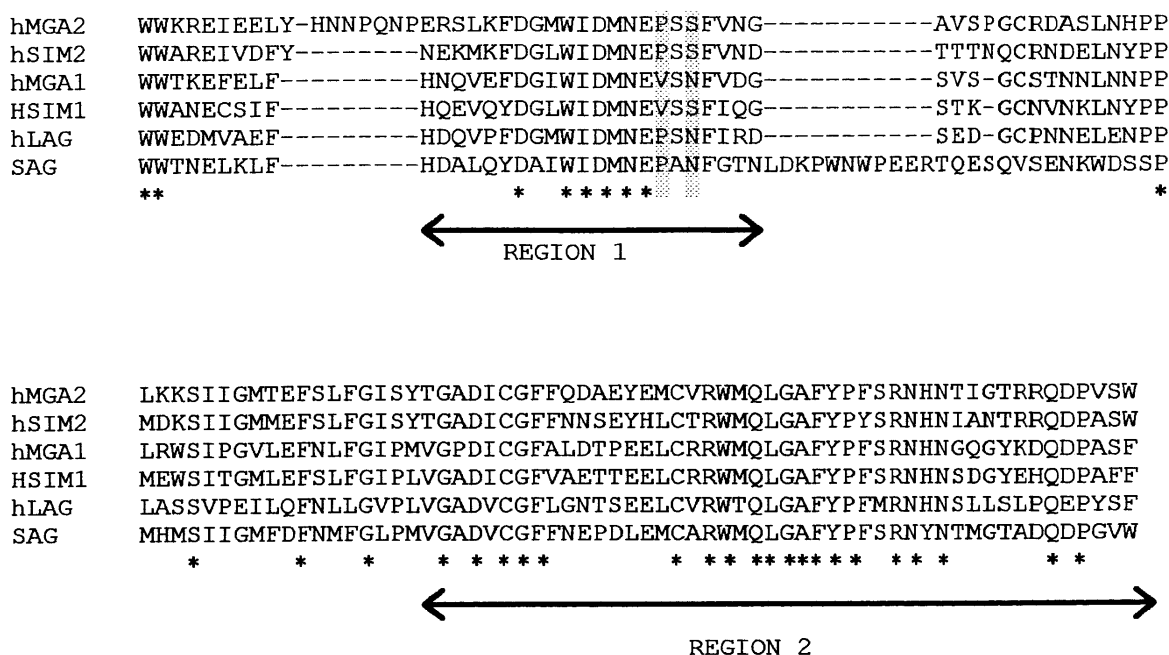 hMGA2 WWKREIEELY-HNNPQNPERSLKFDGMWIDMNEPSSFVNG-----------AVSPGCRDASLNHPP
hSIM2 WWAREIVDFY--------NEKMKFDGLWIDMNEPSSFVND-----------TTTNQCRNDELNYPP
hMGA1 WWTKEFELF---------HNQVEFDGIWIDMNEVSNFVDG-----------SVS-GCSTNNLNNPP
HSIM1 WWANECSIF---------HQEVQYDGLWIDMNEVSSFIQG-----------STK-GCNVNKLNYPP
hLAG WWEDMVAEF---------HDQVPFDGMWIDMNEPSNFIRD-----------SED-GCPNNELENPP
SAG WWTNELKLF---------HDALQYDAIWIDMNEPANFGTNLDKPWNWPEERTQESQVSENKWDSSP
** * * * * * * *
REGION 1
hMGA2 LKKSIIGMTEFSLFGISYTGADICGFFQDAEYEMCVRWMQLGAFYPFSRNHNTIGTRRQDPVSW
hSIM2 MDKSIIGMMEFSLFGISYTGADICGFFNNSEYHLCTRWMQLGAFYPYSRNHNIANTRRQDPASW
hMGA1 LRWSIPGVLEFNLFGIPMVGPDICGFALDTPEELCRRWMQLGAFYPFSRNHNGQGYKDQDPASF
HSIM1 MEWSITGMLEFNLFGIPLVGPDICGFVAETTEELCRRWMQLGAFYPFSRNHNSDGYEHQDPAFF
hLAG LASSVPEILQFNLLGVPLVGADVCGFLGNTSEELCVRWTQLGAFYPFMRNHNSLLSLPQEPYSF
SAG MHMSIIGMFDFNMFGLPMVGADVCGFFNEPDLEMCARWMQLGAFYPFSRNYNTMGTADQDPGVW
* * * * * * * * * * * ** *** * * * * * * *
REGION 2